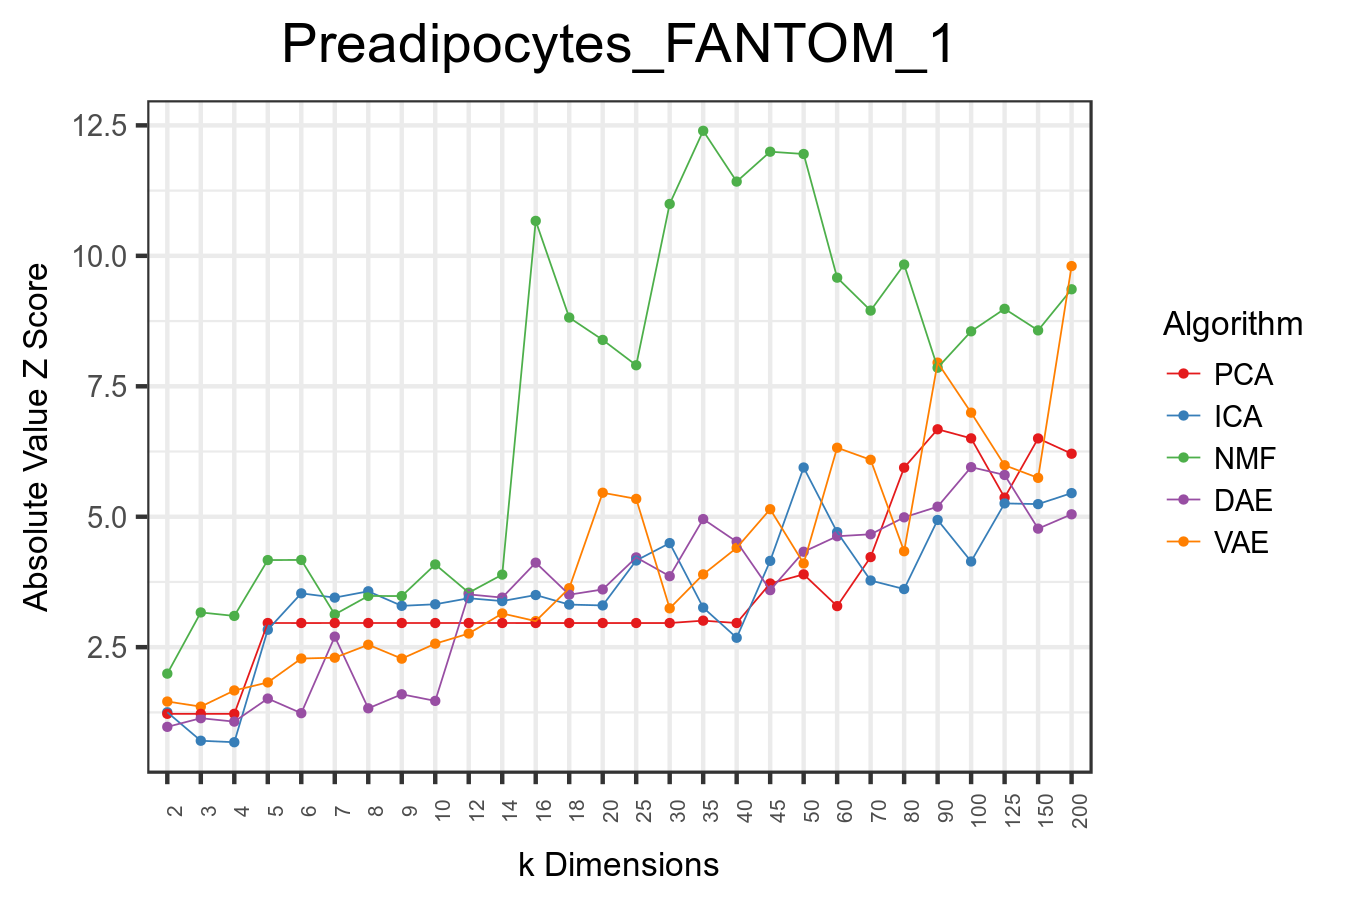 Preadipocytes_FANTOM_1
Absolute Value Z Score
12.5
10.0
7.5
5.0
2.5
2 3 4 5 6 7 8 9 10 12 14 16 18 20 25 30 35 40 45 50 60 70 80 90 100 125 150 200
k Dimensions
Algorithm
PCA
ICA
NMF
DAE
VAE